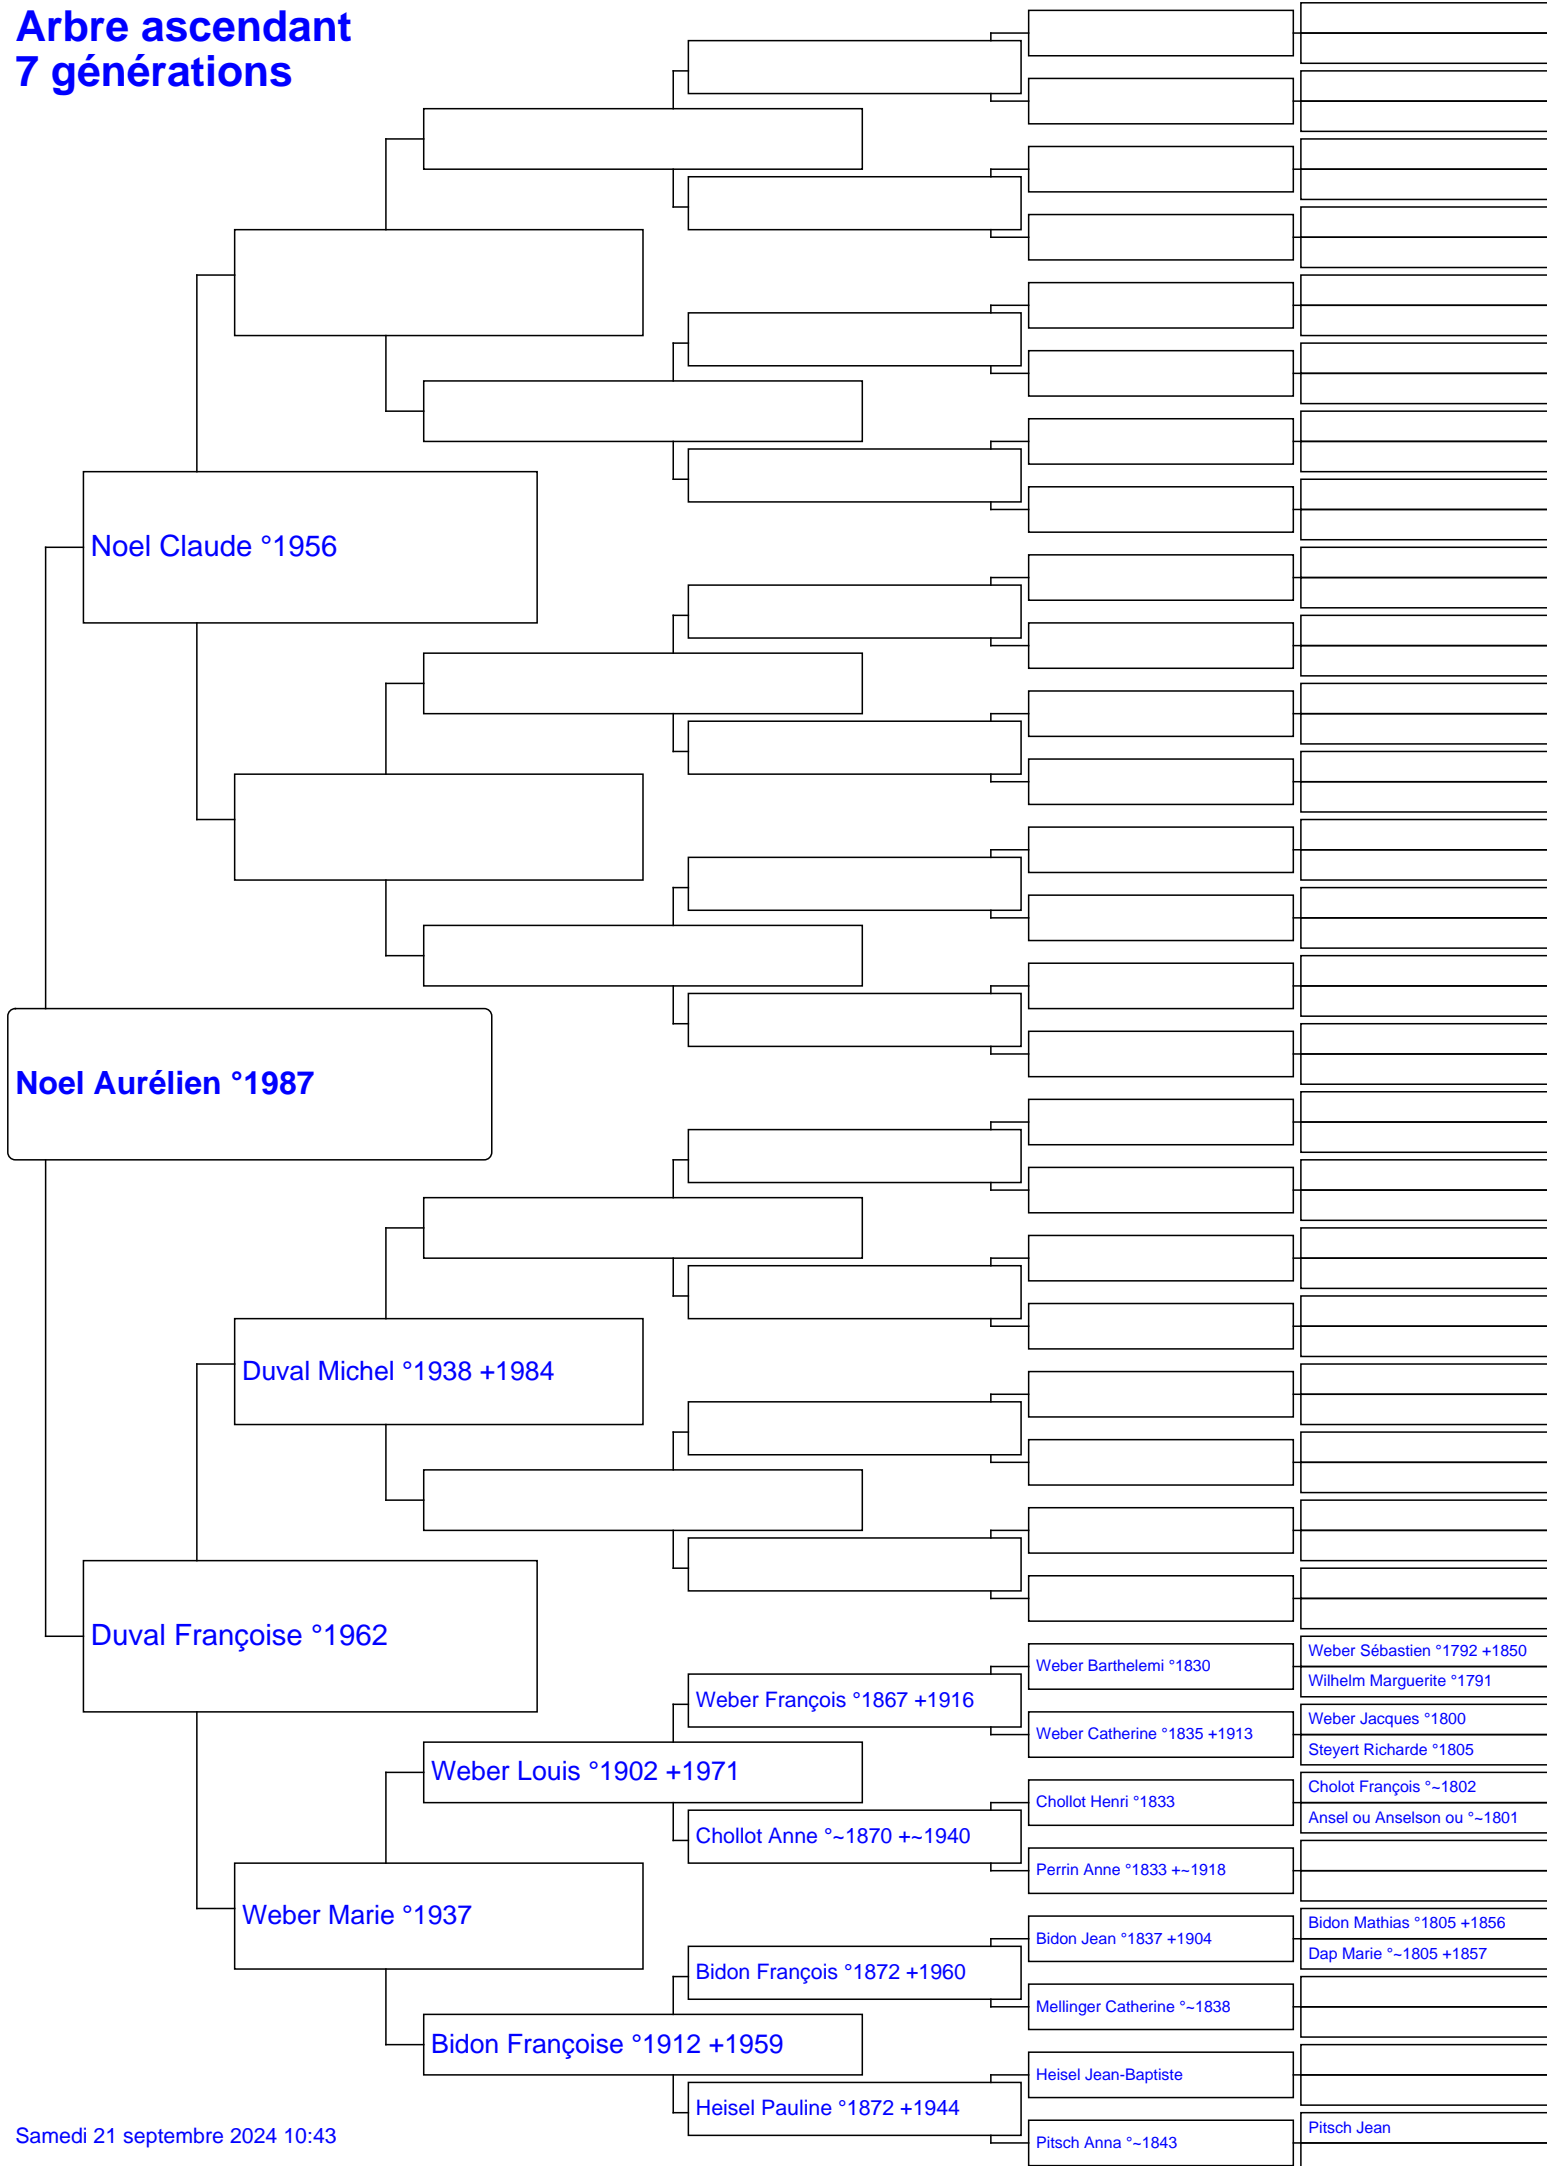 Arbre ascendant
7 générations
Noel Claude °1956
Noel Aurélien °1987
Duval Michel °1938 +1984
Duval Françoise °1962
Weber Sébastien °1792 +1850
Weber Barthelemi °1830
Wilhelm Marguerite °1791
Weber François °1867 +1916
Weber Jacques °1800
Weber Catherine °1835 +1913
Steyert Richarde °1805
Weber Louis °1902 +1971
Cholot François °~1802
Chollot Henri °1833
Ansel ou Anselson ou °~1801
Chollot Anne °~1870 +~1940
Perrin Anne °1833 +~1918
Weber Marie °1937
Bidon Mathias °1805 +1856
Bidon Jean °1837 +1904
Dap Marie °~1805 +1857
Bidon François °1872 +1960
Mellinger Catherine °~1838
Bidon Françoise °1912 +1959
Heisel Jean-Baptiste
Heisel Pauline °1872 +1944
Pitsch Jean
Pitsch Anna °~1843
Samedi 21 septembre 2024 10:43